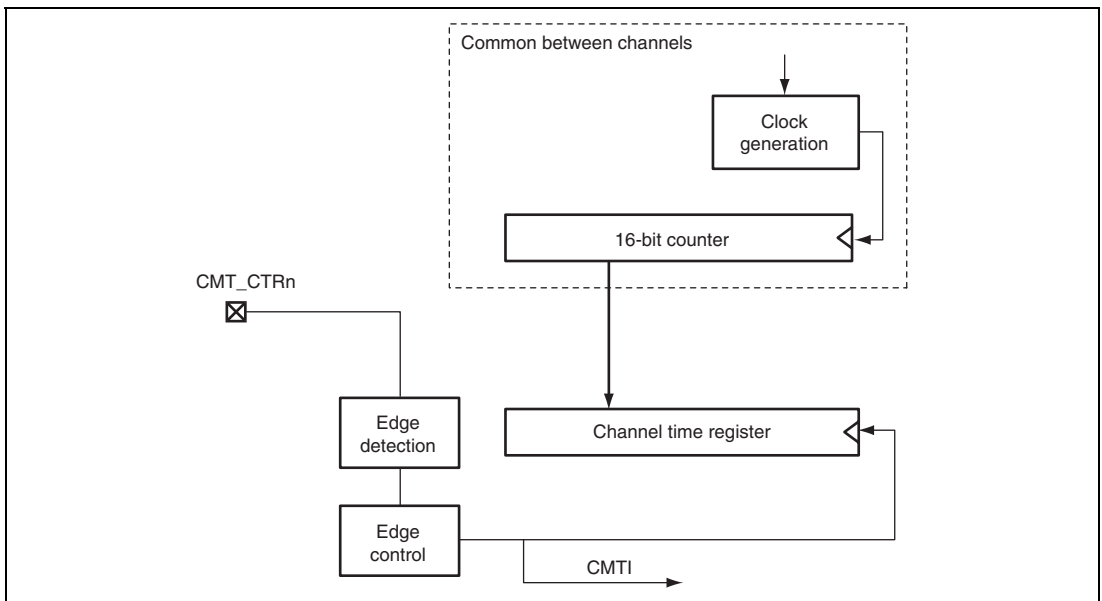 Common between channels
Clock
generation
16-bit counter
CMT_CTRn
Edge
detection
Channel time register
Edge
control
CMTI